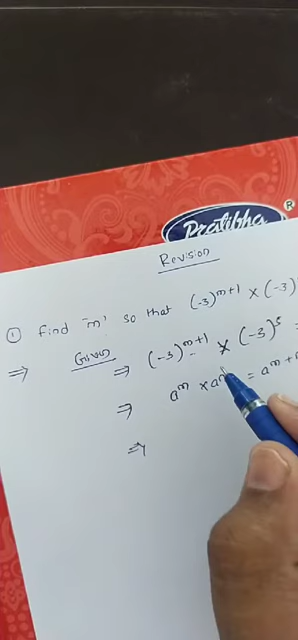 Pratibha ®
Revision
① find "m" so that (-3)^{m+1} × (-3)
⇒ Given ⇒ (-3)^{m+1} × (-3)^5 =
⇒ a^m × a^n = a^{m+n}
⇒